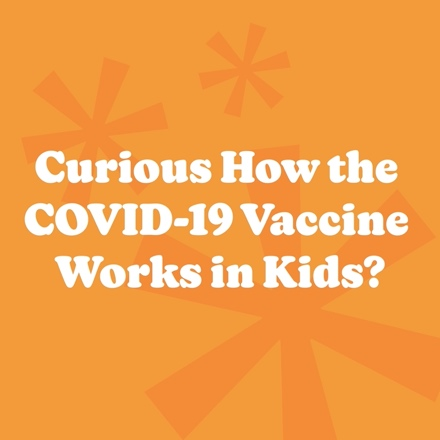 Curious How the
COVID-19 Vaccine
Works in Kids?